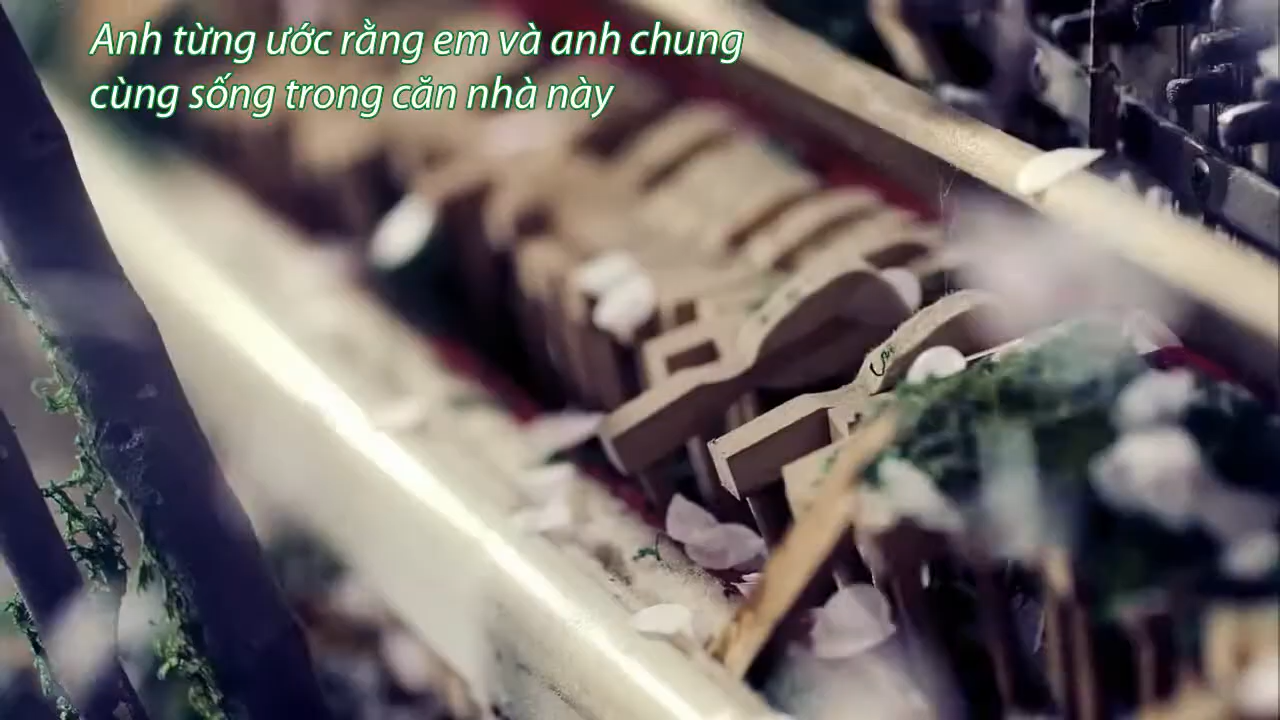 Anh từng ước rằng em và anh chung
cùng sống trong căn nhà này